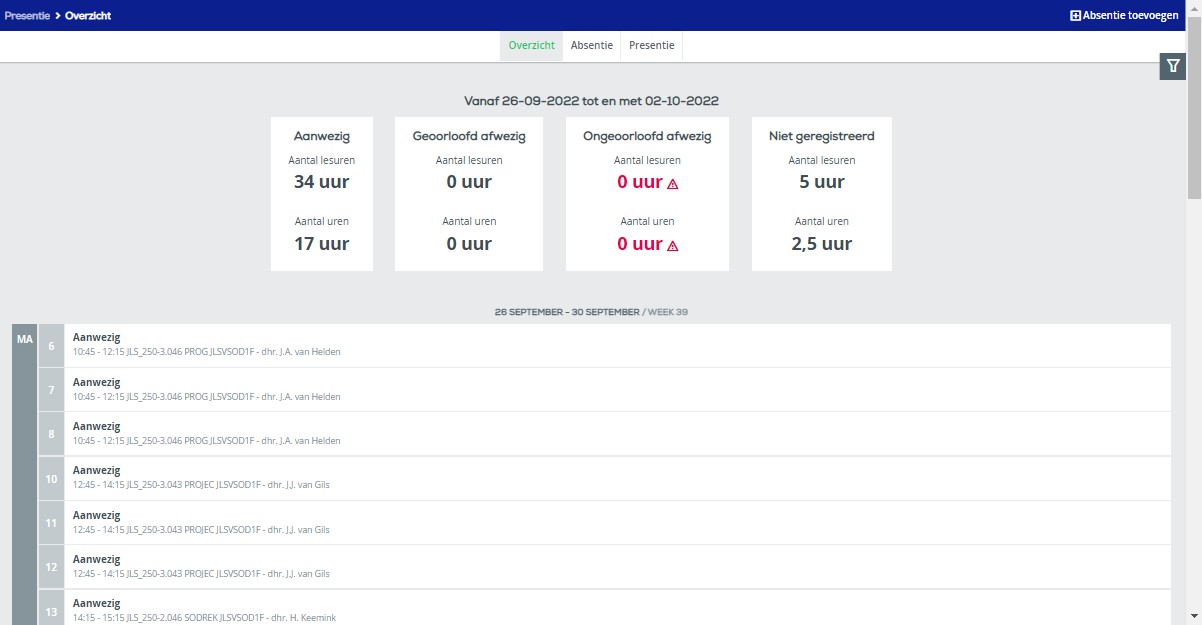 Presentie > Overzicht
Absentie toevoegen
Overzicht Absentie Presentie
Vanaf 26-09-2022 tot en met 02-10-2022
Aanwezig Geoorloofd afwezig Ongeoorloofd afwezig Niet geregistreerd
Aantal lesuren Aantal lesuren Aantal lesuren Aantal lesuren
34 uur 0 uur 0 uur 5 uur
Aantal uren Aantal uren Aantal uren Aantal uren
17 uur 0 uur 0 uur 2,5 uur
26 SEPTEMBER - 30 SEPTEMBER / WEEK 39
MA
6 Aanwezig
10:45 - 12:15 JLS_250-3.046 PROG JLSVSOD1F - dhr. J.A. van Helden
7 Aanwezig
10:45 - 12:15 JLS_250-3.046 PROG JLSVSOD1F - dhr. J.A. van Helden
8 Aanwezig
10:45 - 12:15 JLS_250-3.046 PROG JLSVSOD1F - dhr. J.A. van Helden
10 Aanwezig
12:45 - 14:15 JLS_250-3.043 PROJEC JLSVSOD1F - dhr. J.J. van Gils
11 Aanwezig
12:45 - 14:15 JLS_250-3.043 PROJEC JLSVSOD1F - dhr. J.J. van Gils
12 Aanwezig
12:45 - 14:15 JLS_250-3.043 PROJEC JLSVSOD1F - dhr. J.J. van Gils
13 Aanwezig
14:15 - 15:15 JLS_250-2.046 SODREK JLSVSOD1F - dhr. H. Keemink